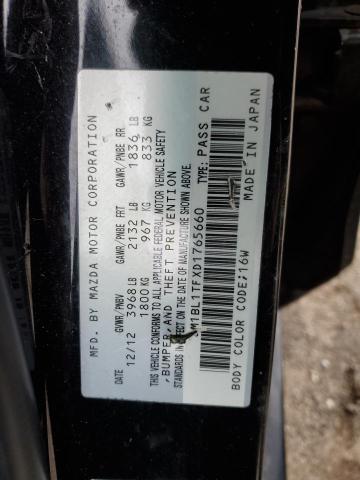 MFD. BY MAZDA MOTOR CORPORATION
DATE GVWR/PNBV GAWR/PNBE FRT GAWR/PNBE RR
12/12 3968 LB 2132 LB 1836 LB
1800 KG 967 KG 833 KG
THIS VEHICLE CONFORMS TO ALL APPLICABLE FEDERAL MOTOR VEHICLE SAFETY
, BUMPER, AND THEFT PREVENTION
STANDARDS IN EFFECT ON THE DATE OF MANUFACTURE SHOWN ABOVE.
JM1BL1TFXD1765660 PASS CAR
BODY COLOR CODE;16W MADE IN JAPAN